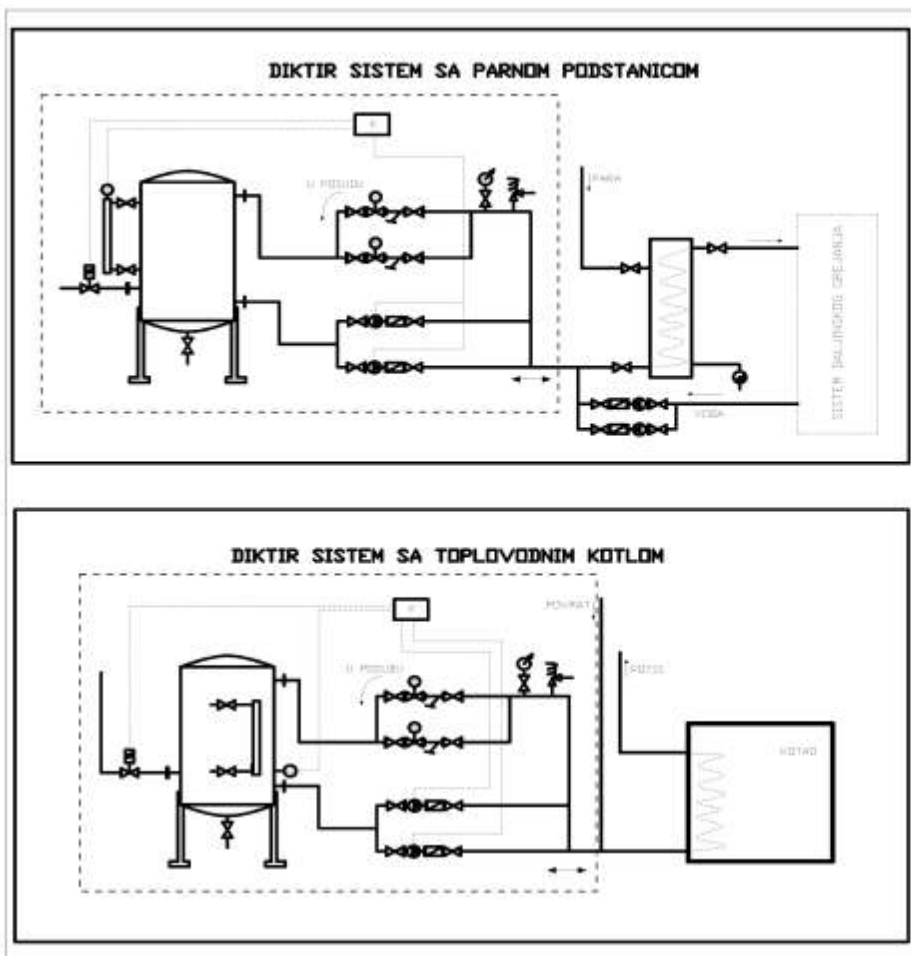 DIKTIR SISTEM SA PARNOM PODSTANICOM
U POSUDU
PARA
VODA
SISTEM DALJINSKOG GREJANJA
DIKTIR SISTEM SA TOPLOVODNIM KOTLOM
POVRAT
U POSUDU
KOTAO